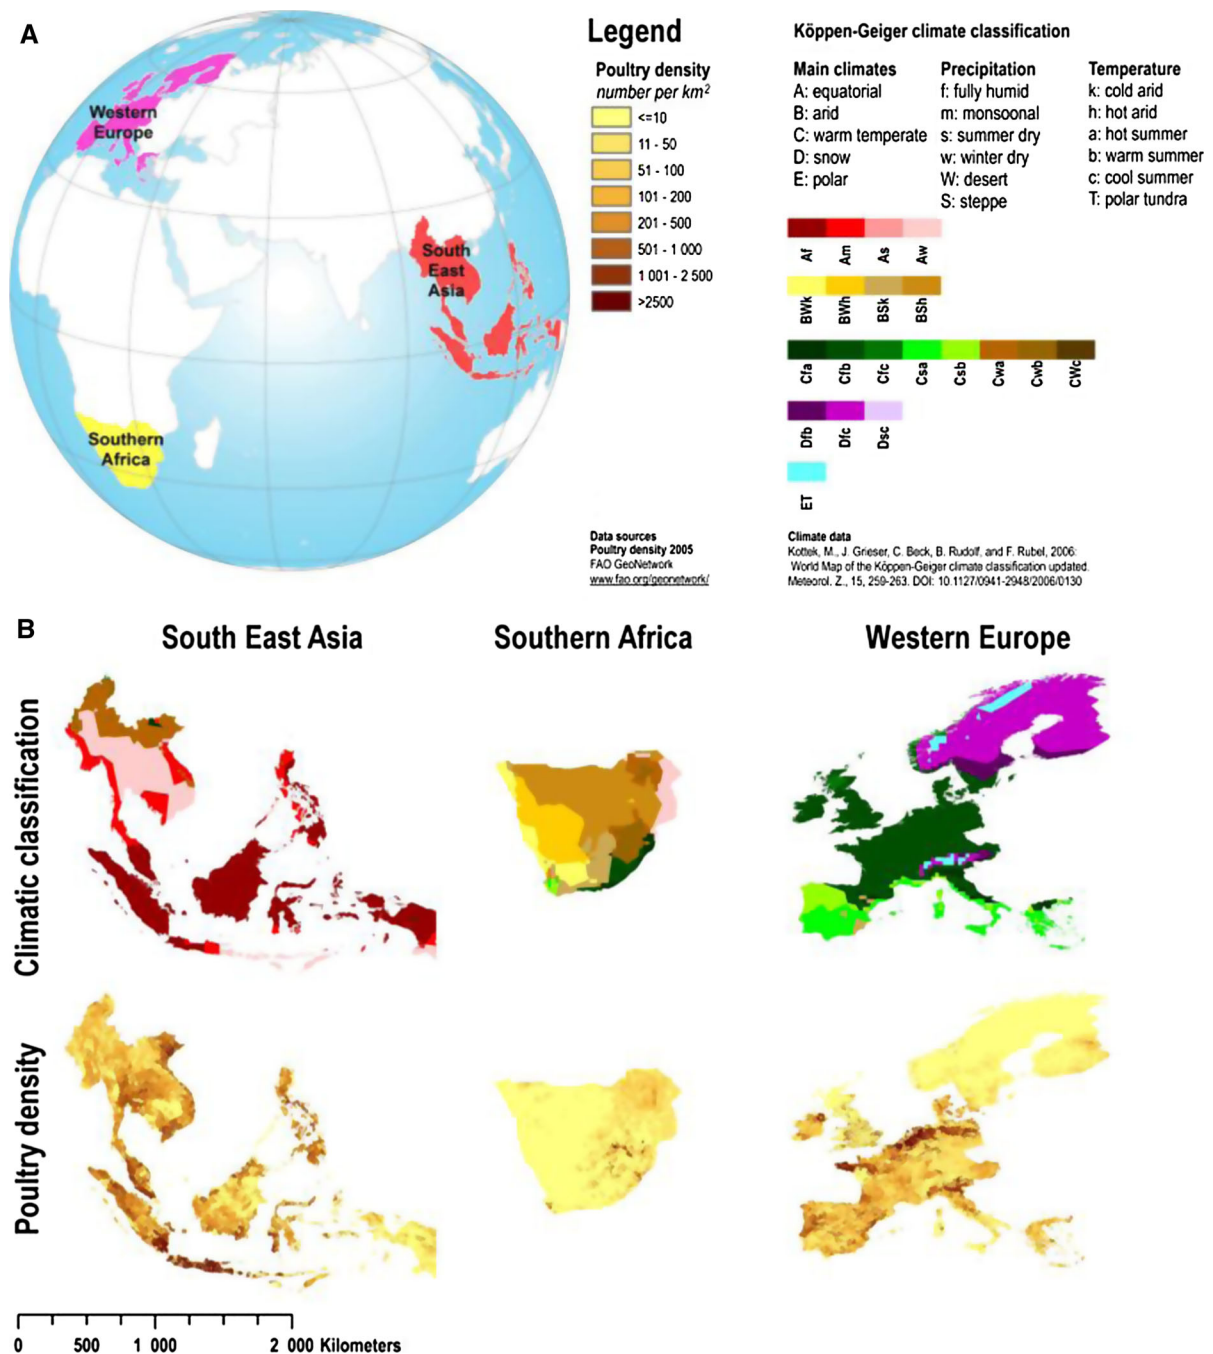 A
Western
Europe
South
East
Asia
Southern
Africa
Legend
Poultry density
number per km²
<=10
11 - 50
51 - 100
101 - 200
201 - 500
501 - 1 000
1 001 - 2 500
>2500
Data sources
Poultry density 2005
FAO GeoNetwork
www.fao.org/geonetwork/
Köppen-Geiger climate classification
Main climates
A: equatorial
B: arid
C: warm temperate
D: snow
E: polar
Precipitation
f: fully humid
m: monsoonal
s: summer dry
w: winter dry
W: desert
S: steppe
Temperature
k: cold arid
h: hot arid
a: hot summer
b: warm summer
c: cool summer
T: polar tundra
Af Am As Aw
BWk BWh BSk BSh
Cfa Cfb Cfc Csa Csb Cwa Cwb CWc
Dfb Dfc Dsc
ET
Climate data
Kottek, M., J. Grieser, C. Beck, B. Rudolf, and F. Rubel, 2006:
World Map of the Köppen-Geiger climate classification updated.
Meteorol. Z., 15, 259-263. DOI: 10.1127/0941-2948/2006/0130
B
South East Asia
Southern Africa
Western Europe
Climatic classification
Poultry density
0 500 1 000 2 000 Kilometers